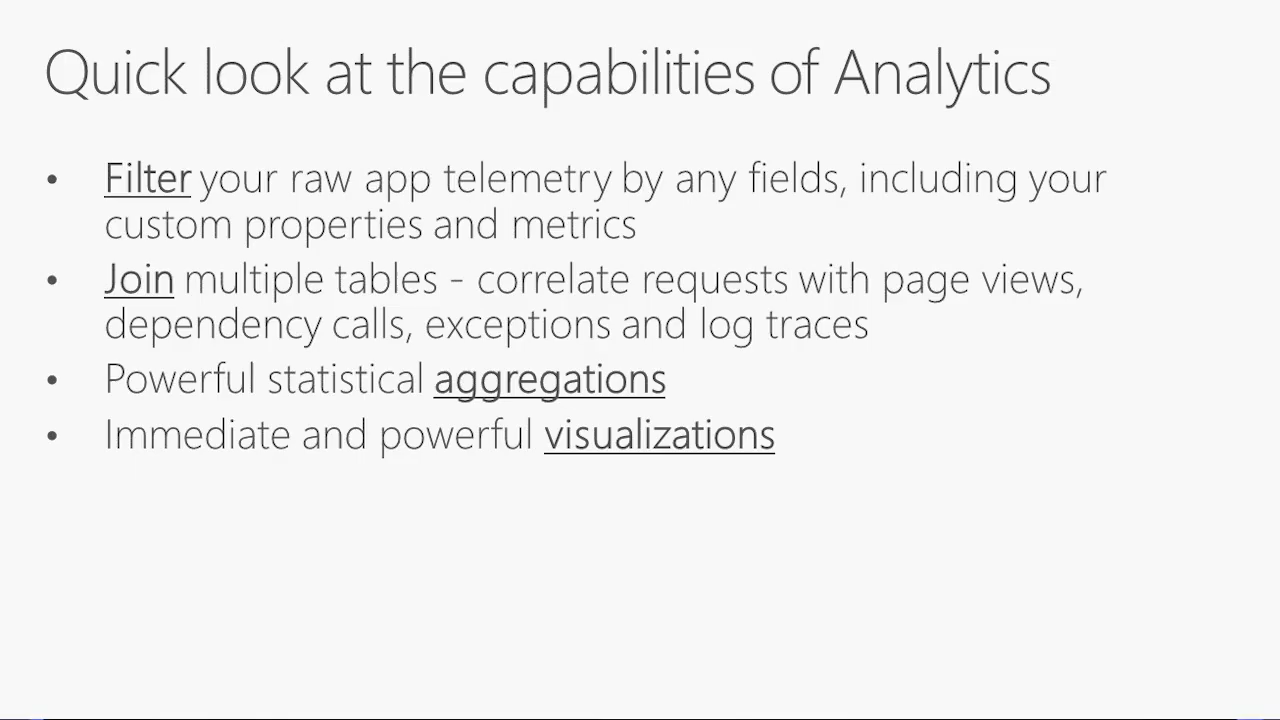 Quick look at the capabilities of Analytics
• Filter your raw app telemetry by any fields, including your
custom properties and metrics
• Join multiple tables - correlate requests with page views,
dependency calls, exceptions and log traces
• Powerful statistical aggregations
• Immediate and powerful visualizations